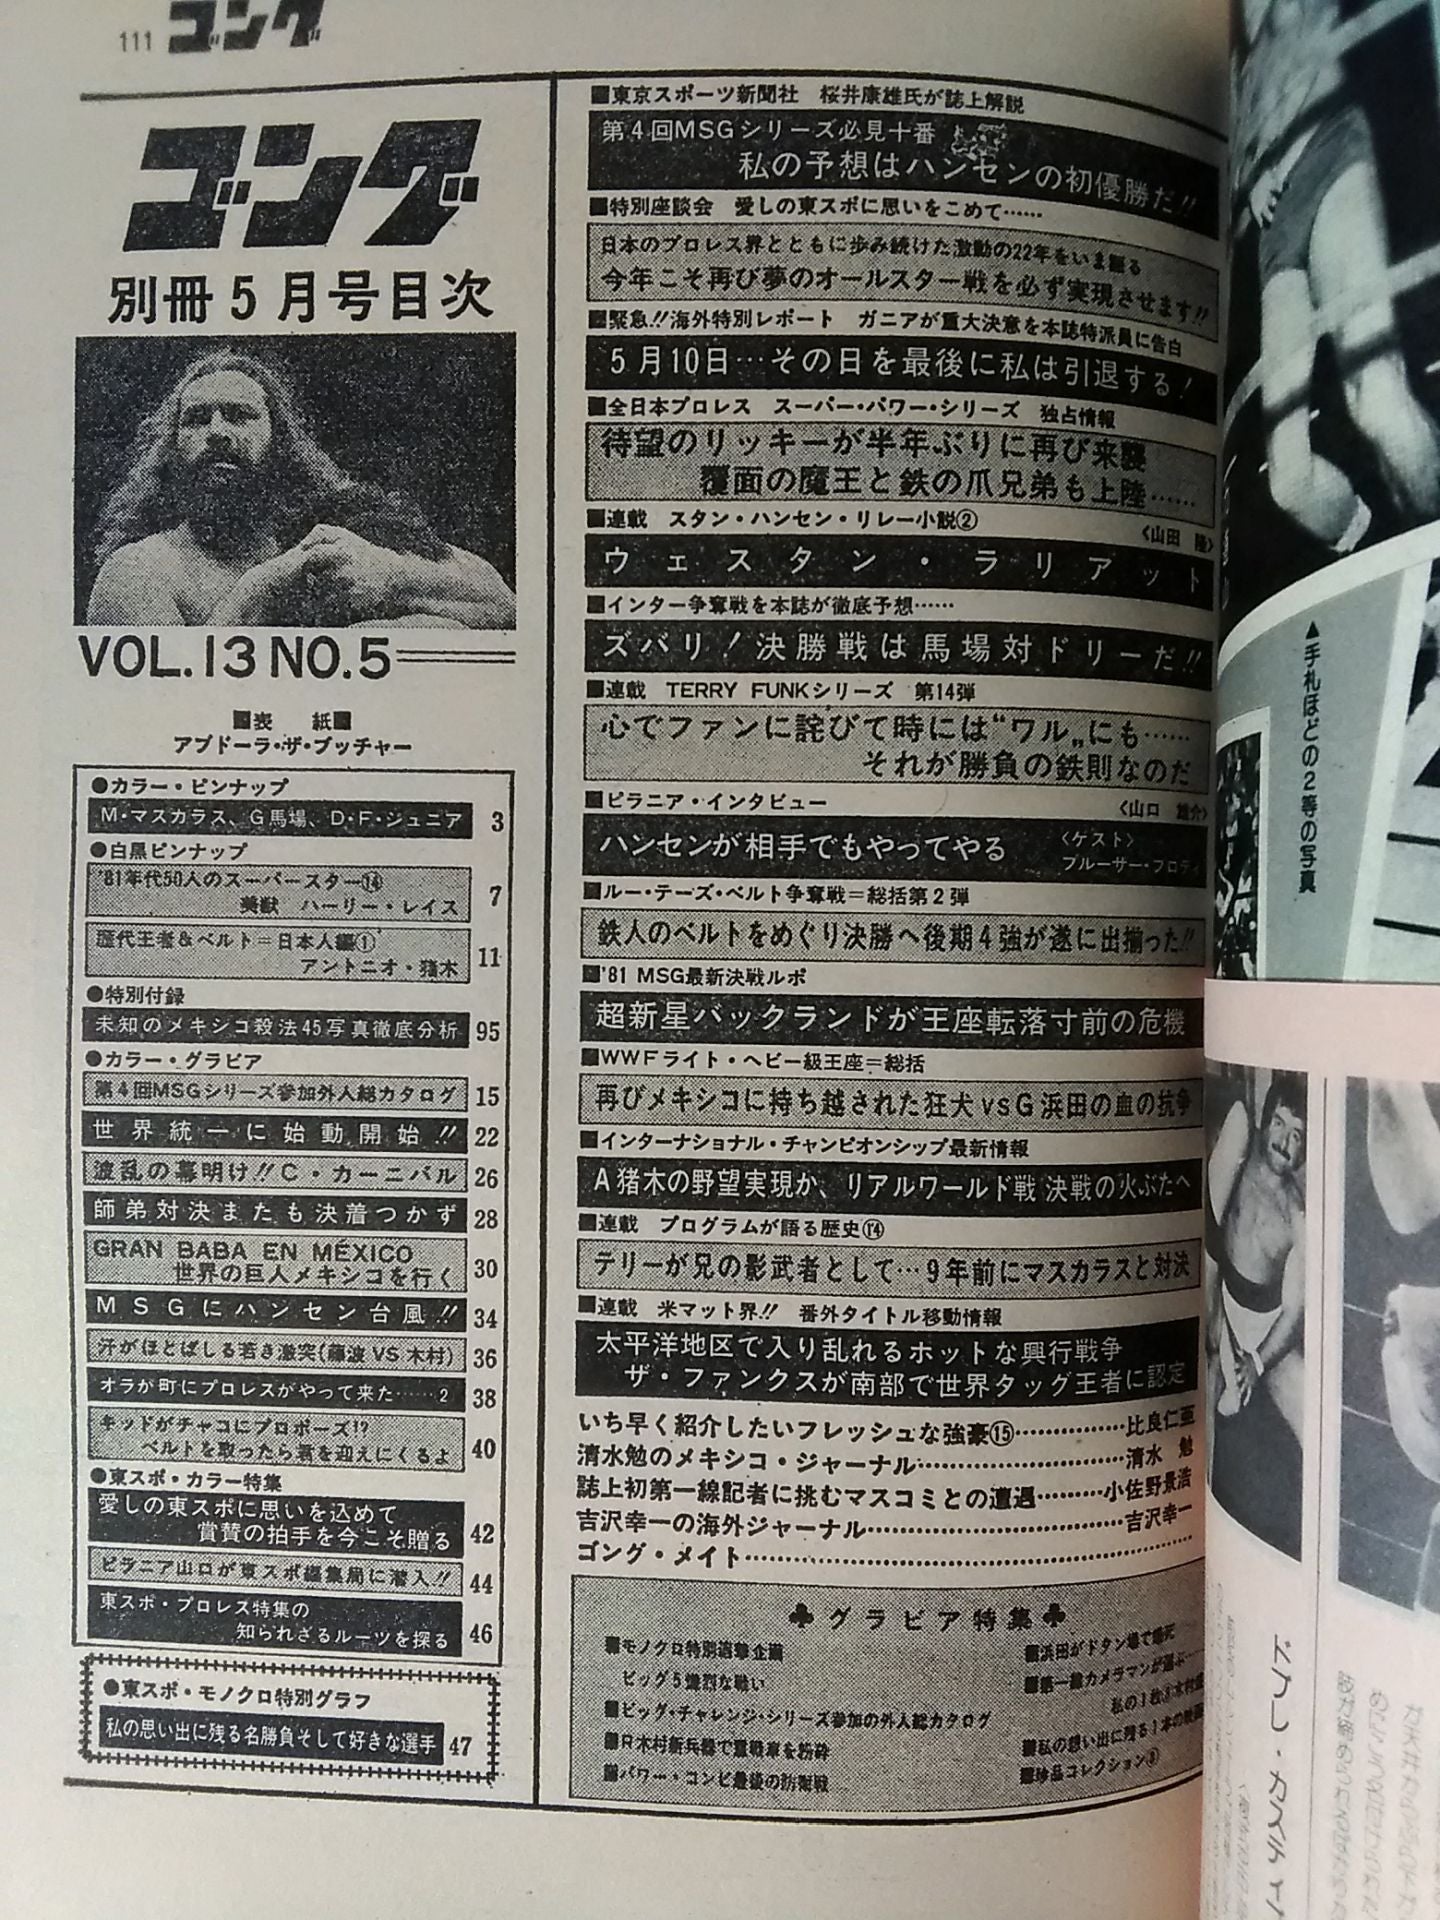 111 ゴング
ゴング
別冊5月号目次
VOL.13 NO.5
■表 紙■
アブドーラ・ザ・ブッチャー
●カラー・ピンナップ
M・マスカラス、G馬場、D・F・ジュニア 3
●白黒ピンナップ
'81年代50人のスーパースター⑭
美獣 ハーリー・レイス 7
歴代王者&ベルト=日本人編①
アントニオ・猪木 11
●特別付録
未知のメキシコ殺法45写真徹底分析 95
●カラー・グラビア
第4回MSGシリーズ参加外人総カタログ 15
世界統一に始動開始!! 22
波乱の幕明け!!C・カーニバル 26
師弟対決またも決着つかず 28
GRAN BABA EN MÉXICO
世界の巨人メキシコを行く 30
MSGにハンセン台風!! 34
汗がほとばしる若き激突(藤波VS木村) 36
オラが町にプロレスがやって来た……2 38
キッドがチャコにプロポーズ!?
ベルトを取ったら君を迎えにくるよ 40
●東スポ・カラー特集
愛しの東スポに思いを込めて
賞賛の拍手を今こそ贈る 42
ピラニア山口が東スポ編集局に潜入!! 44
東スポ・プロレス特集の
知られざるルーツを探る 46
●東スポ・モノクロ特別グラフ
私の思い出に残る名勝負そして好きな選手 47
■東京スポーツ新聞社 桜井康雄氏が誌上解説
第4回MSGシリーズ必見十番
私の予想はハンセンの初優勝だ!!
■特別座談会 愛しの東スポに思いをこめて……
日本のプロレス界とともに歩み続けた激動の22年をいま語る
今年こそ再び夢のオールスター戦を必ず実現させます!!
■緊急!!海外特別レポート ガニアが重大決意を本誌特派員に告白
5月10日…その日を最後に私は引退する!
■全日本プロレス スーパー・パワー・シリーズ 独占情報
待望のリッキーが半年ぶりに再び来襲
覆面の魔王と鉄の爪兄弟も上陸……
■連載 スタン・ハンセン・リレー小説②
〈山田 隆〉
ウェスタン・ラリアット
■インター争奪戦を本誌が徹底予想……
ズバリ!決勝戦は馬場対ドリーだ!!
■連載 TERRY FUNKシリーズ 第14弾
心でファンに詫びて時には“ワル„にも……
それが勝負の鉄則なのだ
■ピラニア・インタビュー
〈山口 雄介〉
ハンセンが相手でもやってやる
〈ゲスト〉
ブルーザー・ブロディ
■ルー・テーズ・ベルト争奪戦=総括第2弾
鉄人のベルトをめぐり決勝へ後期4強が遂に出揃った!!
■'81 MSG最新決戦ルポ
超新星バックランドが王座転落寸前の危機
■WWFライト・ヘビー級王座=総括
再びメキシコに持ち越された狂犬vsG浜田の血の抗争
■インターナショナル・チャンピオンシップ最新情報
A猪木の野望実現か、リアルワールド戦決戦の火ぶたへ
■連載 プログラムが語る歴史⑭
テリーが兄の影武者として…9年前にマスカラスと対決
■連載 米マット界!! 番外タイトル移動情報
太平洋地区で入り乱れるホットな興行戦争
ザ・ファンクスが南部で世界タッグ王者に認定
いち早く紹介したいフレッシュな強豪⑮……………比良仁亜
清水勉のメキシコ・ジャーナル……………………清水 勉
誌上初第一線記者に挑むマスコミとの遭遇………小佐野景浩
吉沢幸一の海外ジャーナル…………………………吉沢幸一
ゴング・メイト……………………………………
♣グラビア特集♣
■モノクロ特別追撃企画
ビッグ5熾烈な戦い
■ビッグ・チャレンジ・シリーズ参加の外人総カタログ
■R木村新兵器で重戦車を粉砕
■パワー・コンビ最後の防衛戦
■浜田がドタン場で
■第一線カメラマンが選ぶ…
私の1枚
■私の想い出に残る1本の映画
■珍品コレクション
▲手札ほどの2等の写真